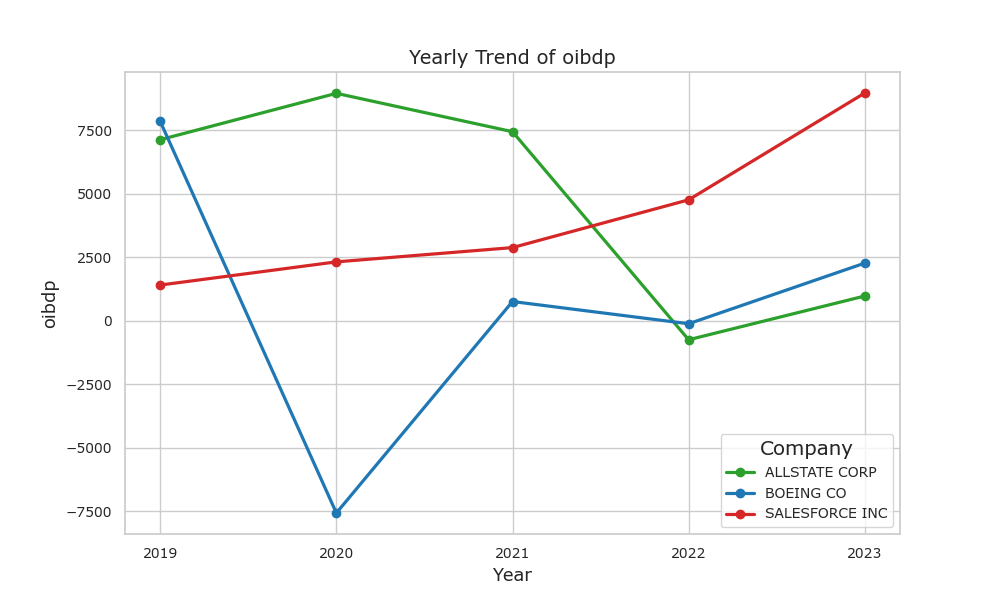 Yearly Trend of oibdp
7500
5000
2500
0
−2500
−5000
−7500
oibdp
2019 2020 2021 2022 2023
Year
Company
ALLSTATE CORP
BOEING CO
SALESFORCE INC